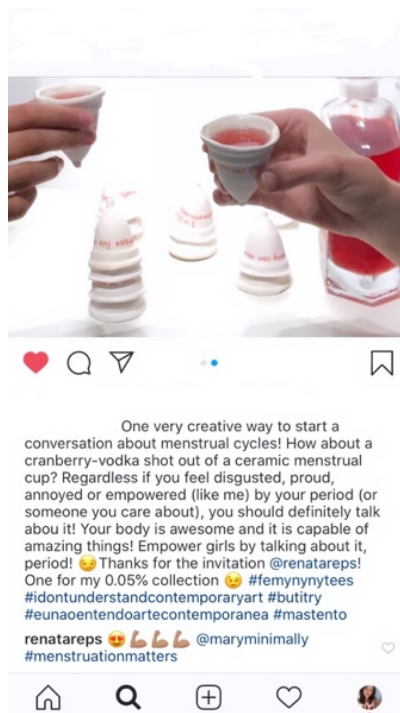 One very creative way to start a
conversation about menstrual cycles! How about a
cranberry-vodka shot out of a ceramic menstrual
cup? Regardless if you feel disgusted, proud,
annoyed or empowered (like me) by your period (or
someone you care about), you should definitely talk
abou it! Your body is awesome and it is capable of
amazing things! Empower girls by talking about it,
period! 😏Thanks for the invitation @renatareps!
One for my 0.05% collection 😉 #femynynytees
#idontunderstandcontemporaryart #butitry
#eunaoentendoartecontemporanea #mastento
renatareps 😍💪🏽💪🏽💪🏽 @maryminimally
#menstruationmatters